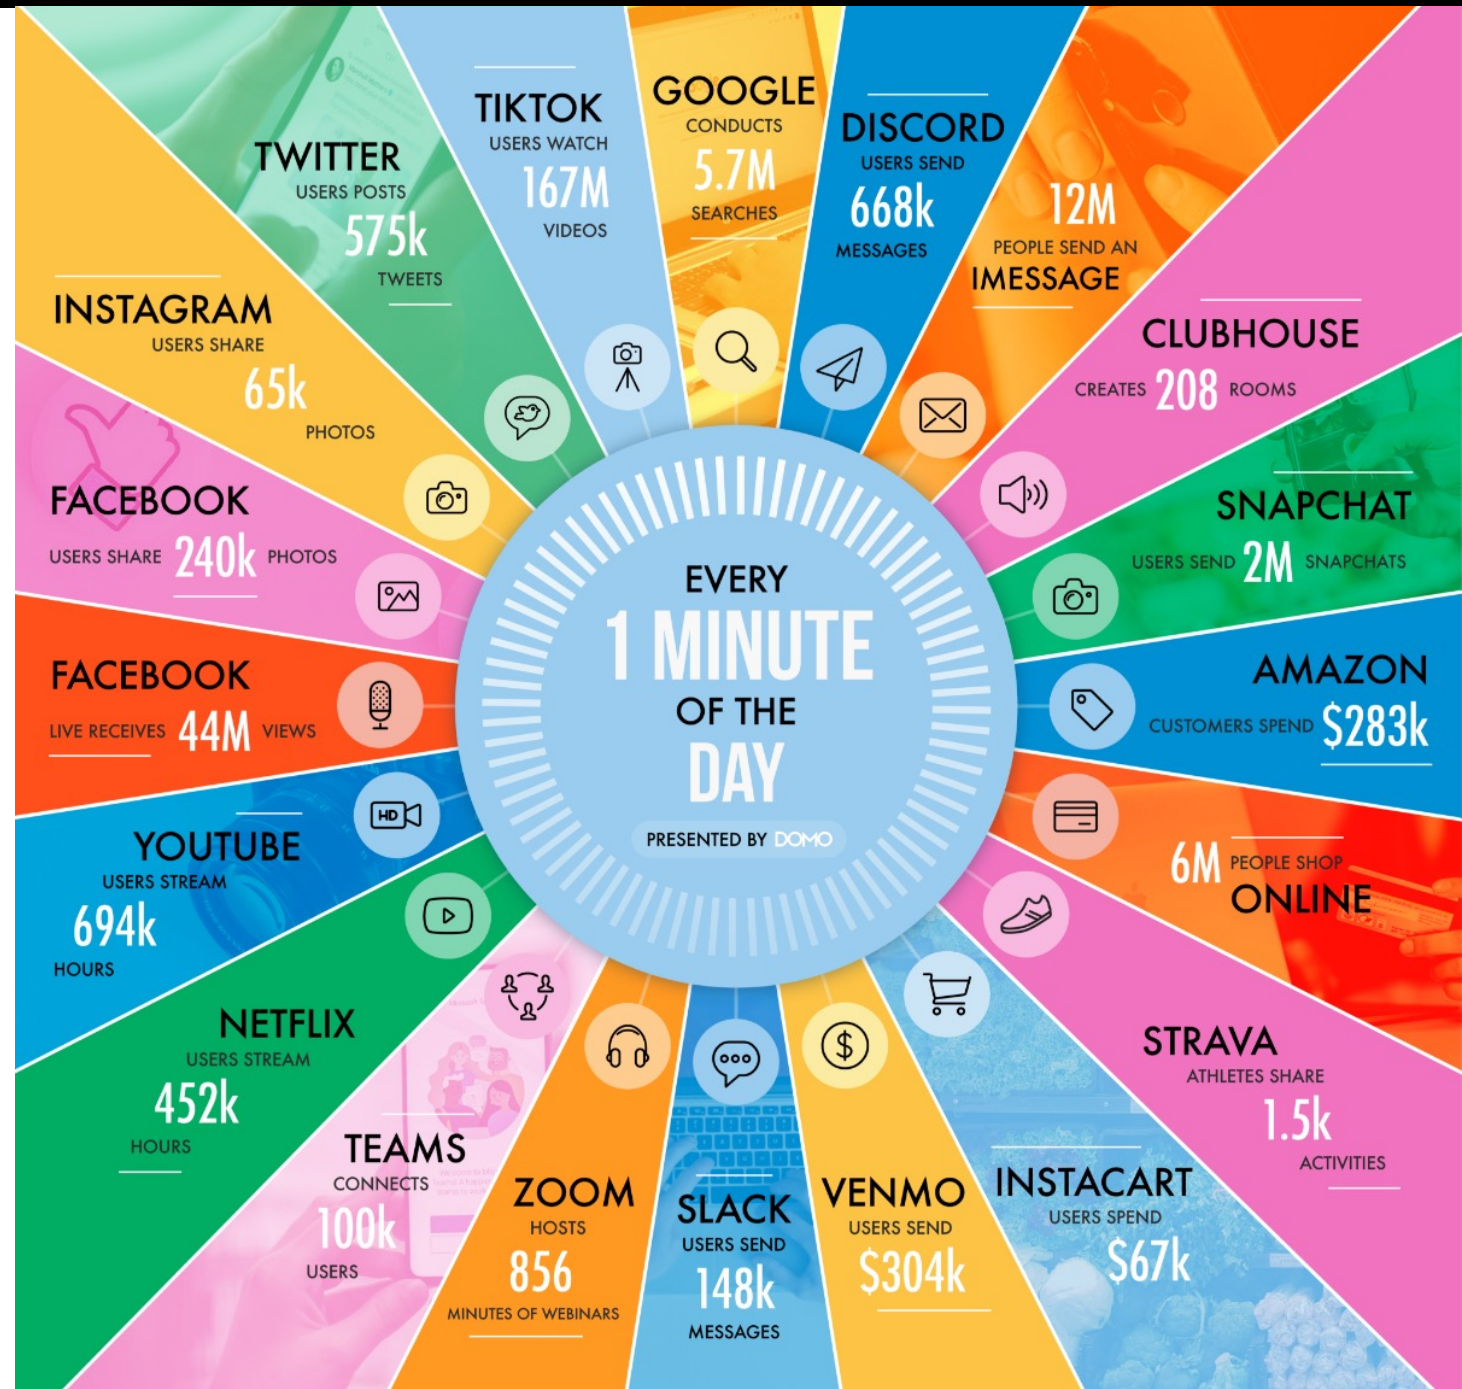 EVERY
1 MINUTE
OF THE
DAY
PRESENTED BY DOMO
GOOGLE
CONDUCTS
5.7M
SEARCHES
DISCORD
USERS SEND
668k
MESSAGES
12M
PEOPLE SEND AN
IMESSAGE
CLUBHOUSE
CREATES 208 ROOMS
SNAPCHAT
USERS SEND 2M SNAPCHATS
AMAZON
CUSTOMERS SPEND $283k
6M PEOPLE SHOP
ONLINE
STRAVA
ATHLETES SHARE
1.5k
ACTIVITIES
INSTACART
USERS SPEND
$67k
VENMO
USERS SEND
$304k
SLACK
USERS SEND
148k
MESSAGES
ZOOM
HOSTS
856
MINUTES OF WEBINARS
TEAMS
CONNECTS
100k
USERS
NETFLIX
USERS STREAM
452k
HOURS
YOUTUBE
USERS STREAM
694k
HOURS
HD
FACEBOOK
LIVE RECEIVES 44M VIEWS
FACEBOOK
USERS SHARE 240k PHOTOS
INSTAGRAM
USERS SHARE
65k
PHOTOS
TWITTER
USERS POSTS
575k
TWEETS
TIKTOK
USERS WATCH
167M
VIDEOS